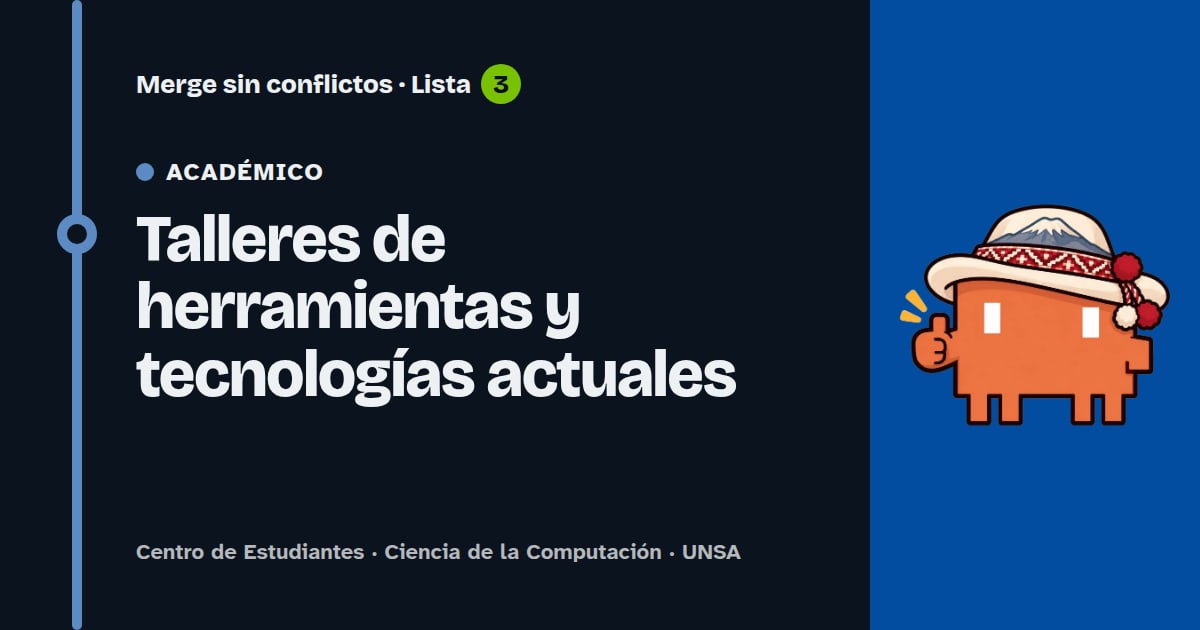 Merge sin conflictos · Lista 3
ACADÉMICO
Talleres de
herramientas y
tecnologías actuales
Centro de Estudiantes · Ciencia de la Computación · UNSA